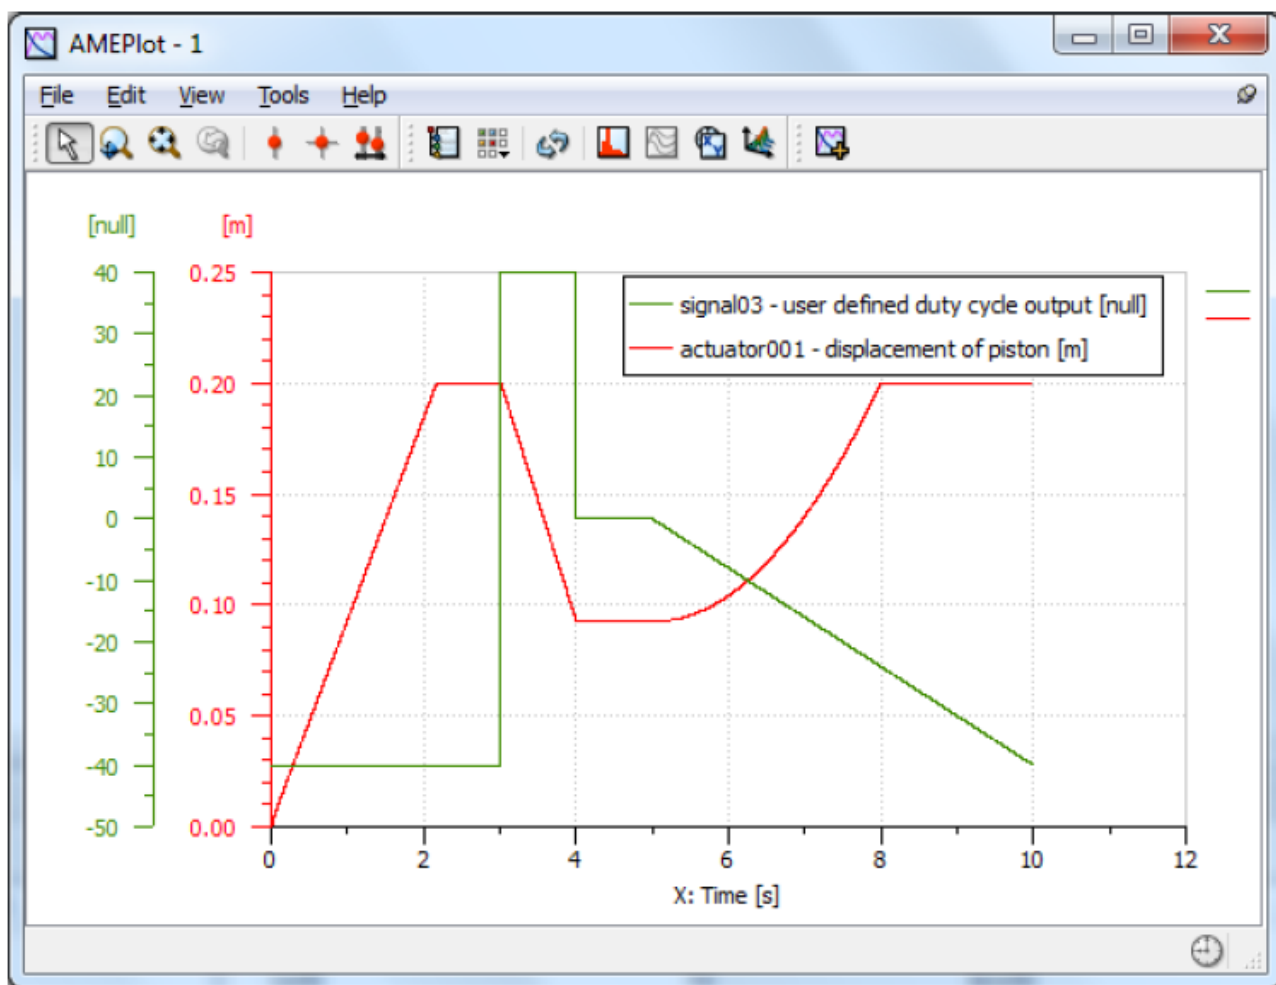 AMEPlot - 1
File Edit View Tools Help
[null] [m]
40 0.25
30
20 0.20
10
0.15
0
-10
0.10
-20
-30
0.05
-40
-50 0.00
signal03 - user defined duty cycle output [null]
actuator001 - displacement of piston [m]
0 2 4 6 8 10 12
X: Time [s]